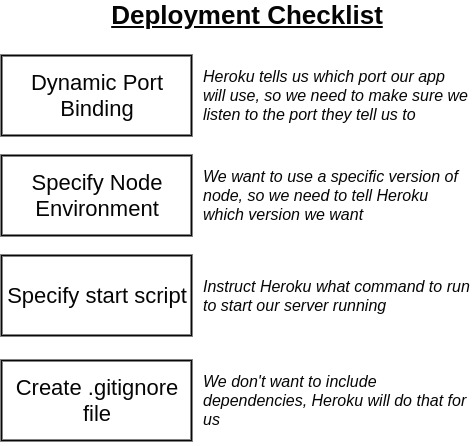 Deployment Checklist
Dynamic Port
Binding
Heroku tells us which port our app
will use, so we need to make sure we
listen to the port they tell us to
Specify Node
Environment
We want to use a specific version of
node, so we need to tell Heroku
which version we want
Specify start script
Instruct Heroku what command to run
to start our server running
Create .gitignore
file
We don't want to include
dependencies, Heroku will do that for
us